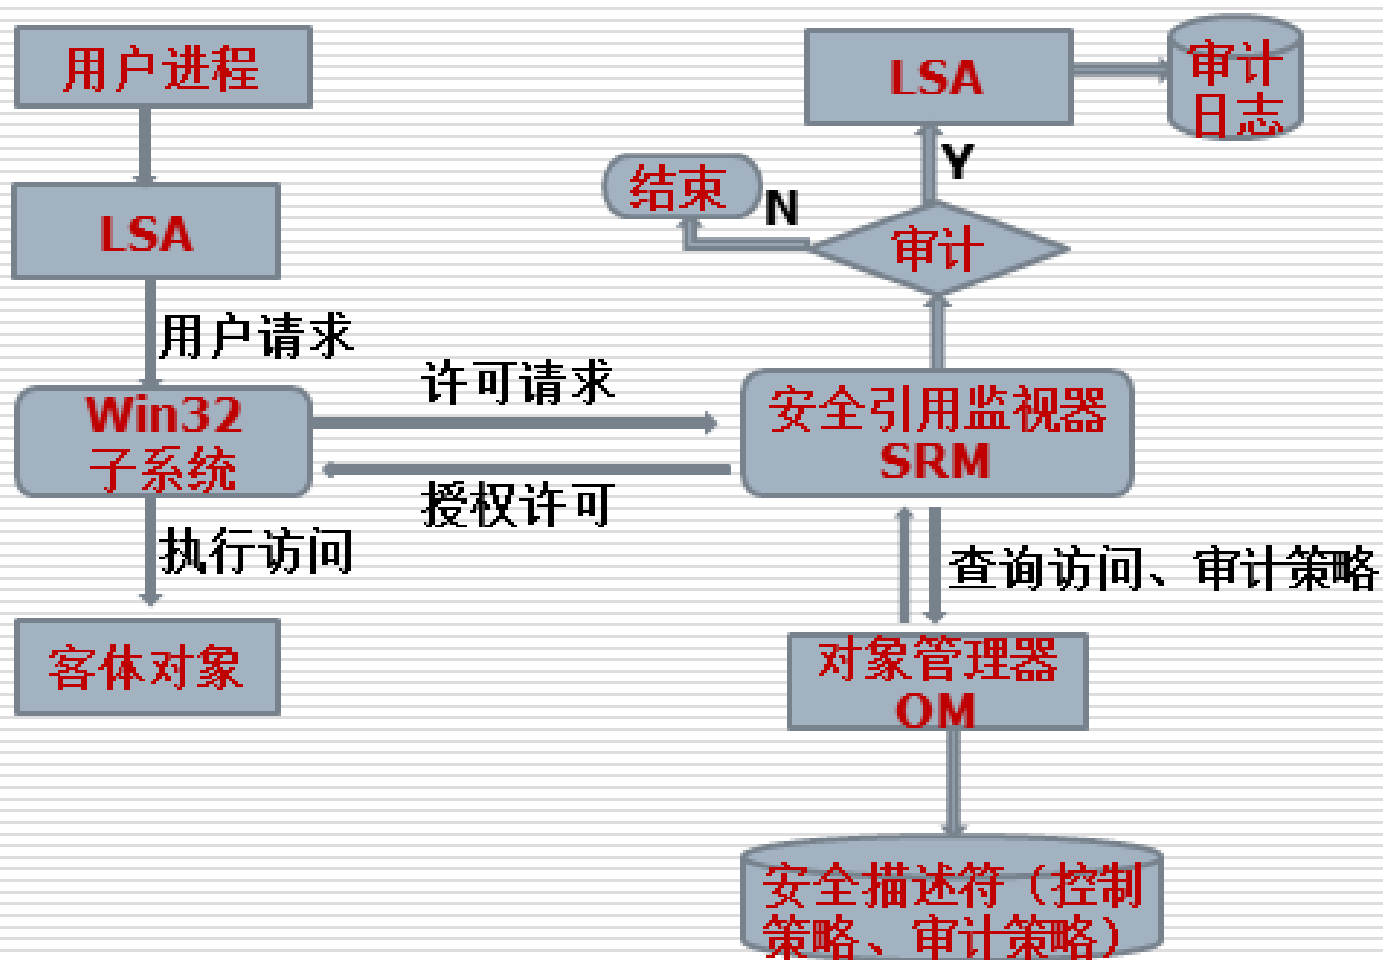 用户进程
LSA
审计
日志
结束
N
Y
审计
LSA
用户请求
许可请求
Win32
子系统
安全引用监视器
SRM
授权许可
执行访问
查询访问、审计策略
客体对象
对象管理器
OM
安全描述符（控制
策略、审计策略）